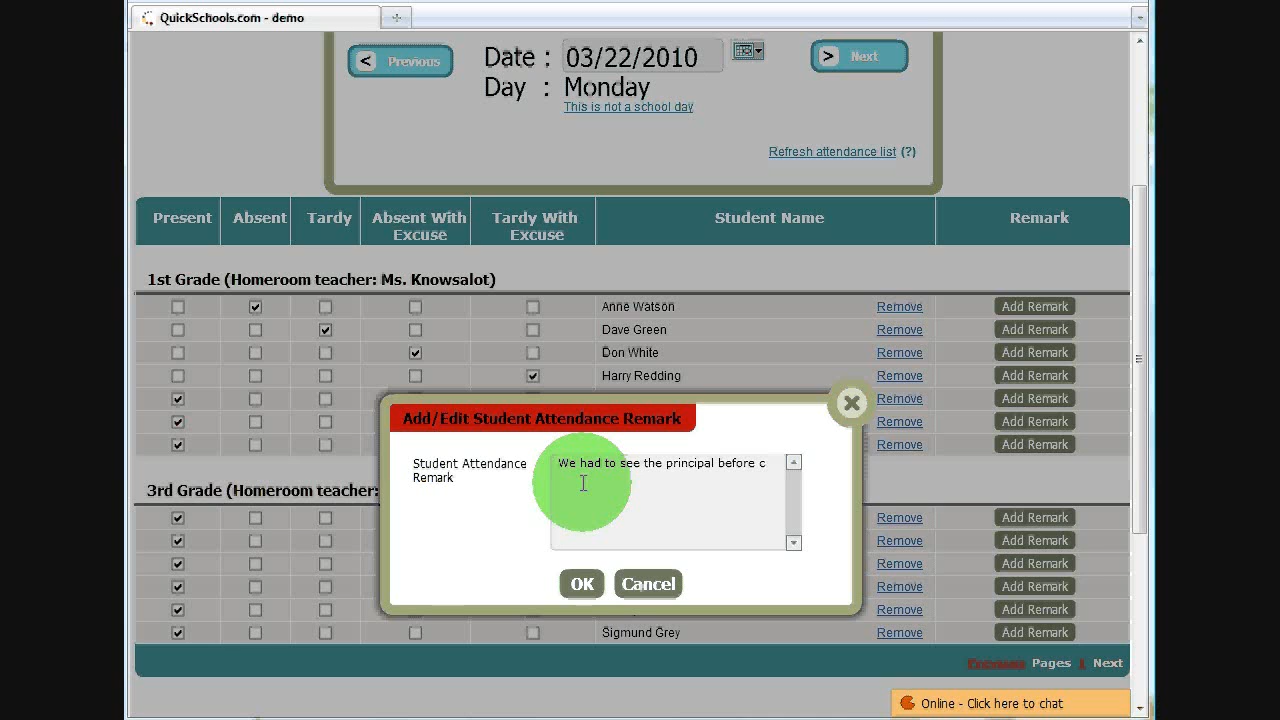 QuickSchools.com - demo
< Previous
Date : 03/22/2010
> Next
Day : Monday
This is not a school day
Refresh attendance list (?)
Present Absent Tardy Absent With Excuse Tardy With Excuse Student Name Remark
1st Grade (Homeroom teacher: Ms. Knowsalot)
Anne Watson Remove Add Remark
Dave Green Remove Add Remark
Don White Remove Add Remark
Harry Redding Remove Add Remark
Remove Add Remark
Remove Add Remark
Remove Add Remark
Add/Edit Student Attendance Remark
Student Attendance
Remark
We had to see the principal before c
OK Cancel
3rd Grade (Homeroom teacher:
Remove Add Remark
Remove Add Remark
Remove Add Remark
Remove Add Remark
Remove Add Remark
Sigmund Grey Remove Add Remark
Previous Pages 1 Next
Online - Click here to chat